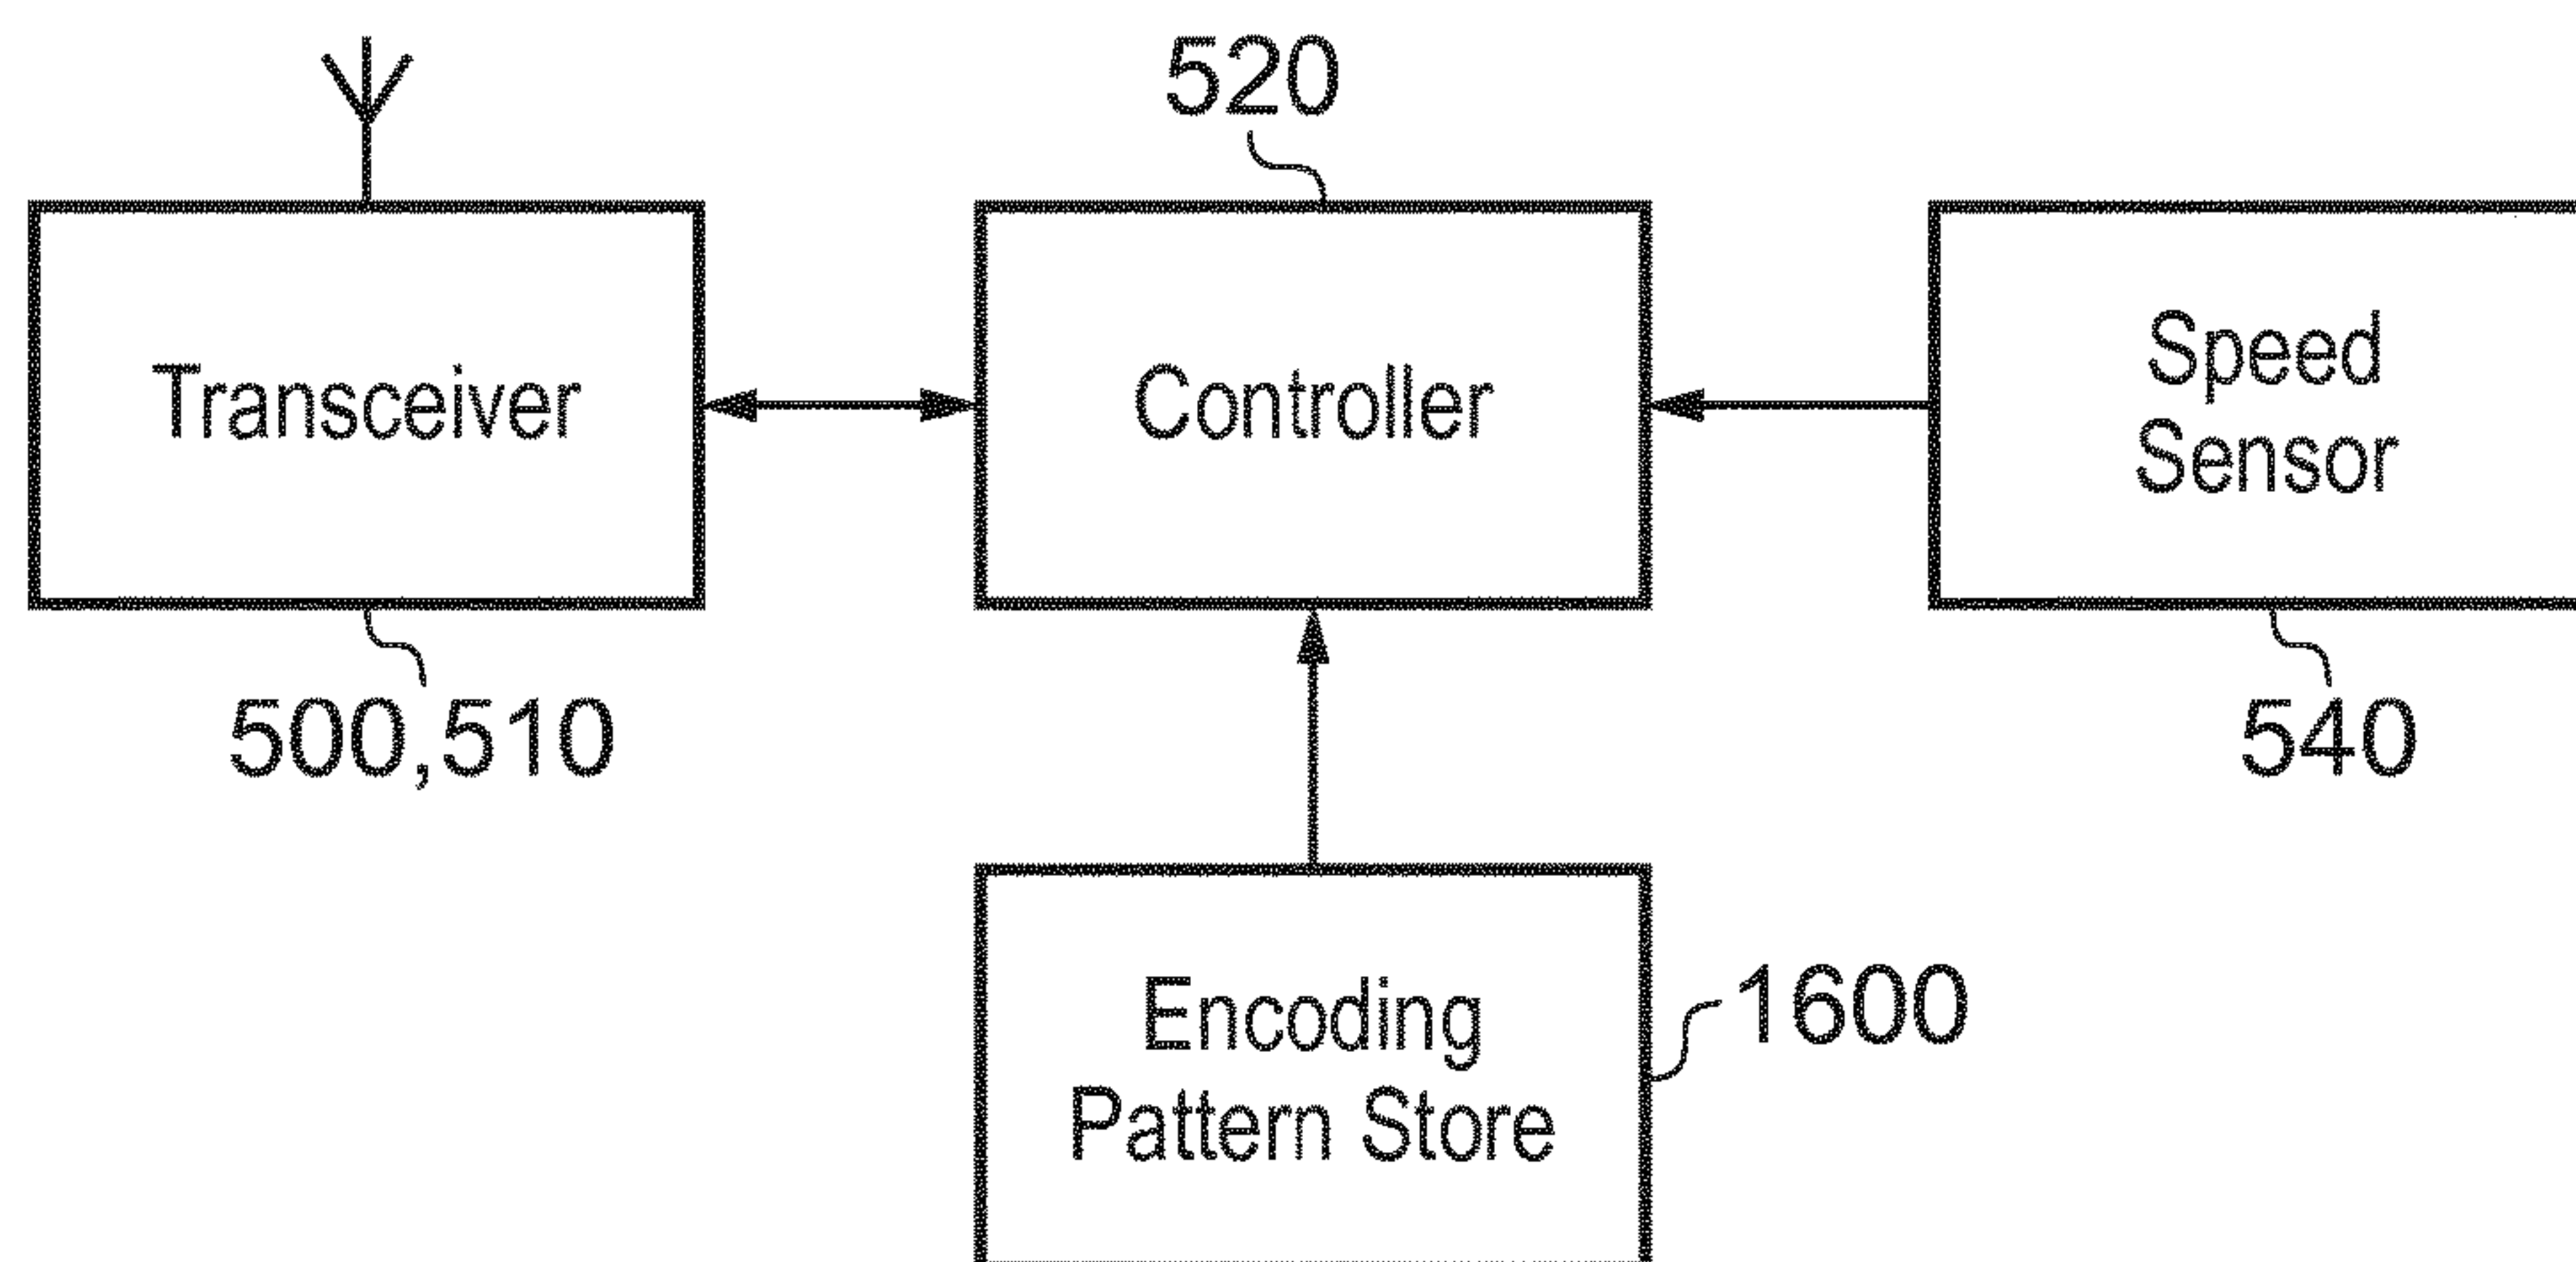 520
Transceiver
Controller
Speed
Sensor
500,510
540
Encoding
Pattern Store
1600